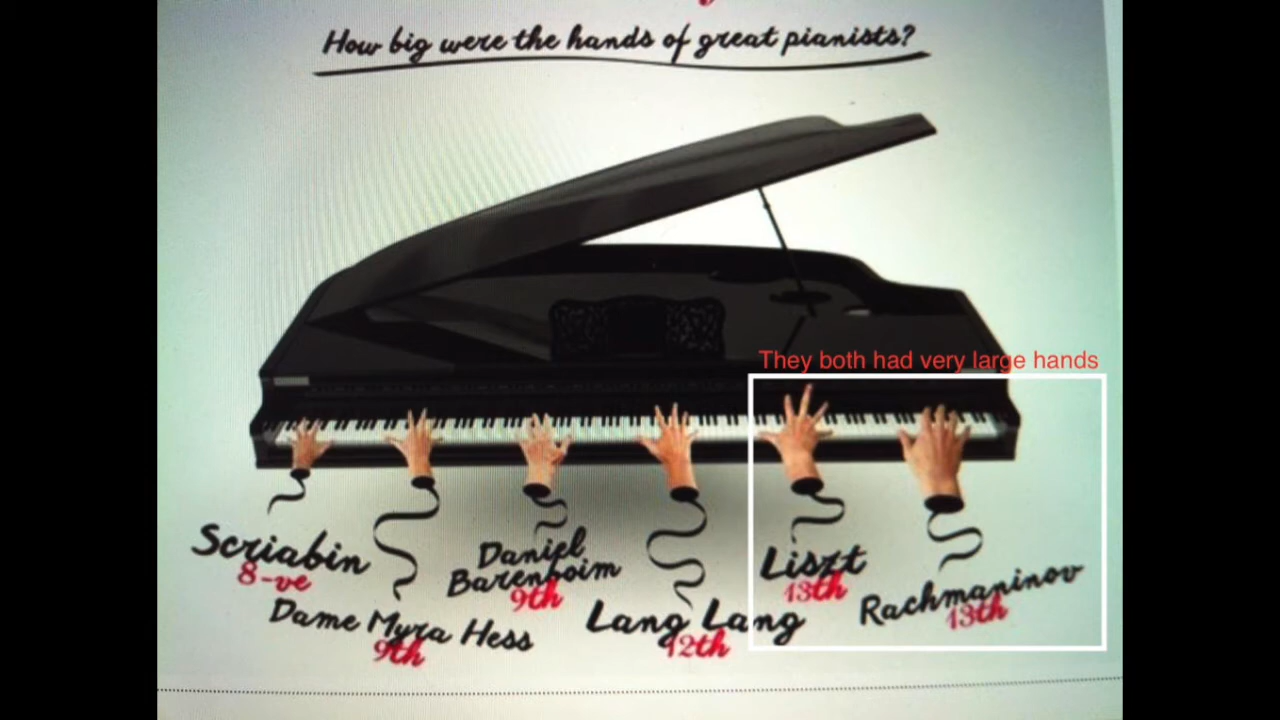 How big were the hands of great pianists?
They both had very large hands
Scriabin
8-ve
Dame Myra Hess
9th
Daniel
Barenboim
9th
Lang Lang
12th
Liszt
13th
Rachmaninov
13th